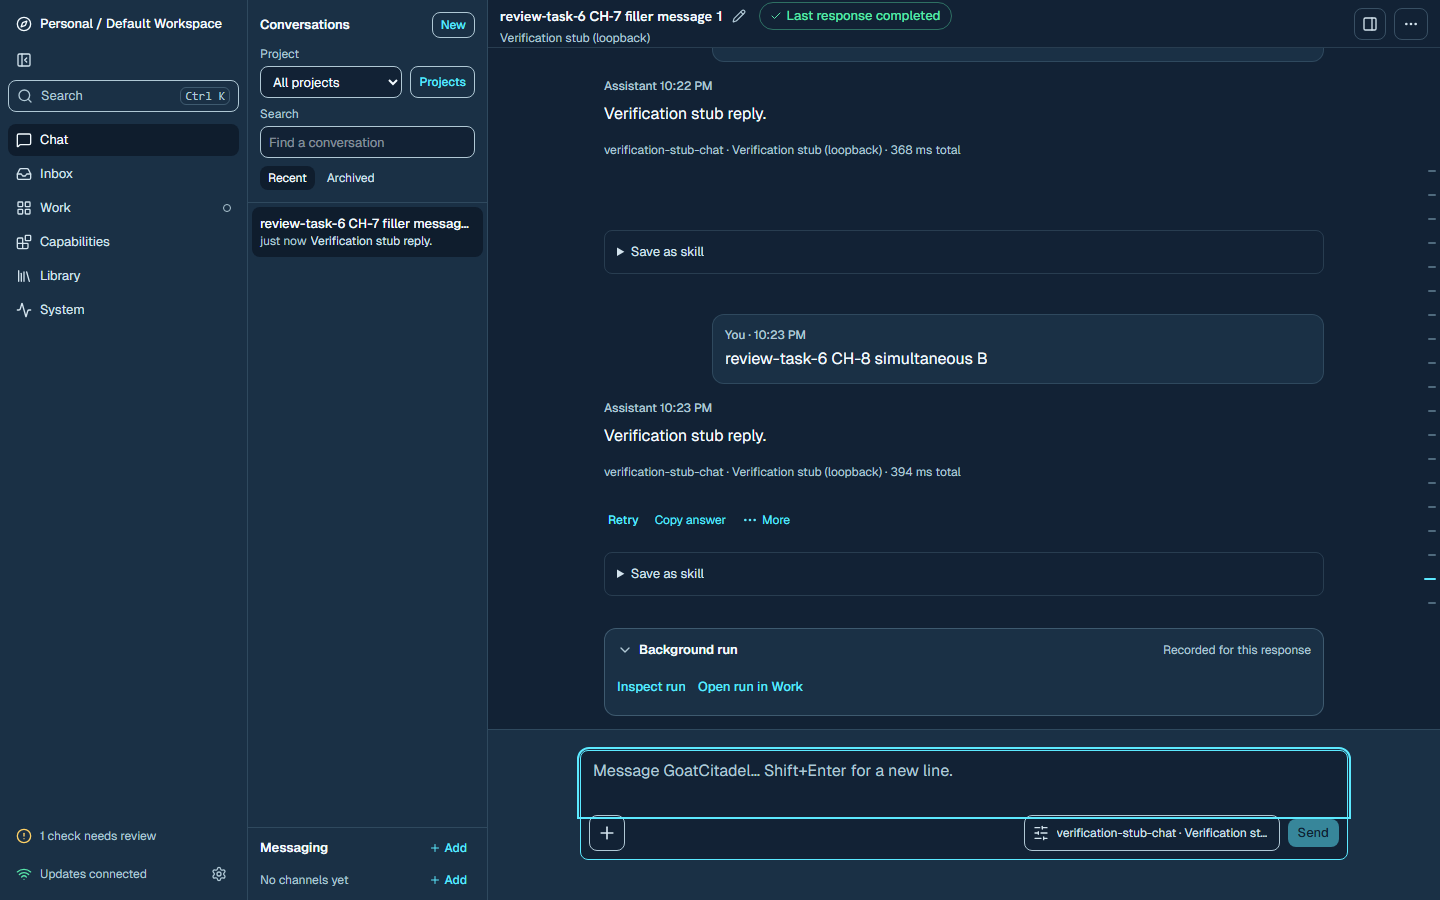 Personal / Default Workspace
Search Ctrl K
Chat
Inbox
Work
Capabilities
Library
System
1 check needs review
Updates connected
Conversations New
Project
All projects Projects
Search
Find a conversation
Recent Archived
review-task-6 CH-7 filler messag...
just now Verification stub reply.
Messaging + Add
No channels yet + Add
review-task-6 CH-7 filler message 1 Last response completed
Verification stub (loopback)
Assistant 10:22 PM
Verification stub reply.
verification-stub-chat · Verification stub (loopback) · 368 ms total
Save as skill
You · 10:23 PM
review-task-6 CH-8 simultaneous B
Assistant 10:23 PM
Verification stub reply.
verification-stub-chat · Verification stub (loopback) · 394 ms total
Retry Copy answer ··· More
Save as skill
Background run Recorded for this response
Inspect run Open run in Work
Message GoatCitadel... Shift+Enter for a new line.
verification-stub-chat · Verification st... Send